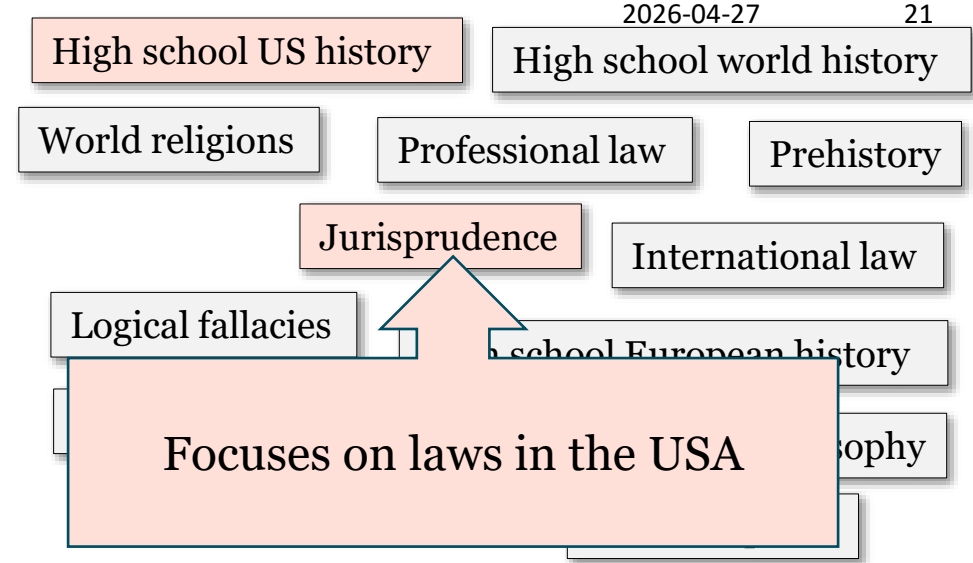 2026-04-27 21
High school US history
High school world history
World religions
Professional law
Prehistory
Jurisprudence
International law
Logical fallacies
school European history
Focuses on laws in the USA